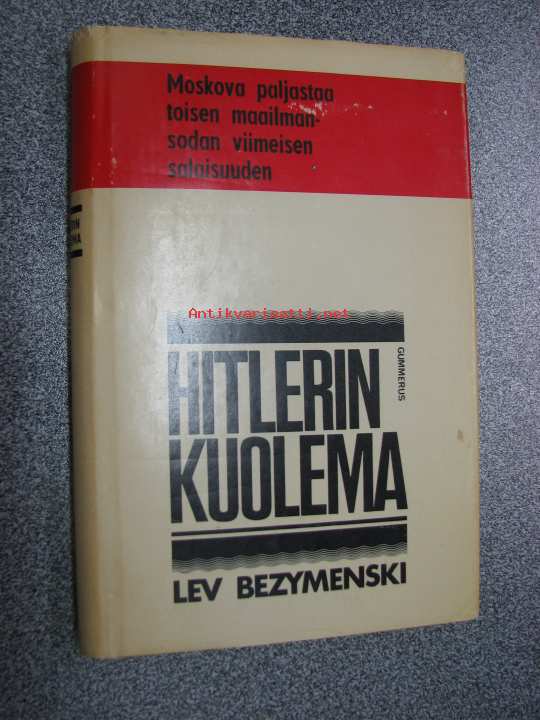 Moskova paljastaa
toisen maailman-
sodan viimeisen
salaisuuden
Antikvariaatti.net
HITLERIN
KUOLEMA
GUMMERUS
LEV BEZYMENSKI